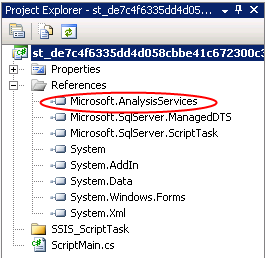 Project Explorer - st_de7c4f6335dd4d05...
st_de7c4f6335dd4d058cbbe41c672300c3
Properties
References
Microsoft.AnalysisServices
Microsoft.SqlServer.ManagedDTS
Microsoft.SqlServer.ScriptTask
System
System.AddIn
System.Data
System.Windows.Forms
System.Xml
SSIS_ScriptTask
ScriptMain.cs